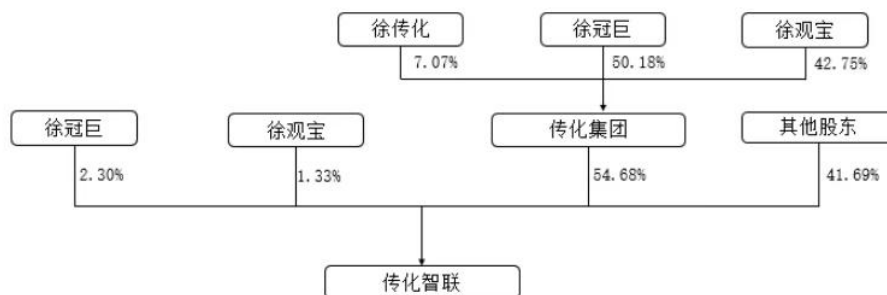 徐传化 徐冠巨 徐观宝
7.07% 50.18% 42.75%
徐冠巨 徐观宝 传化集团 其他股东
2.30% 1.33% 54.68% 41.69%
传化智联